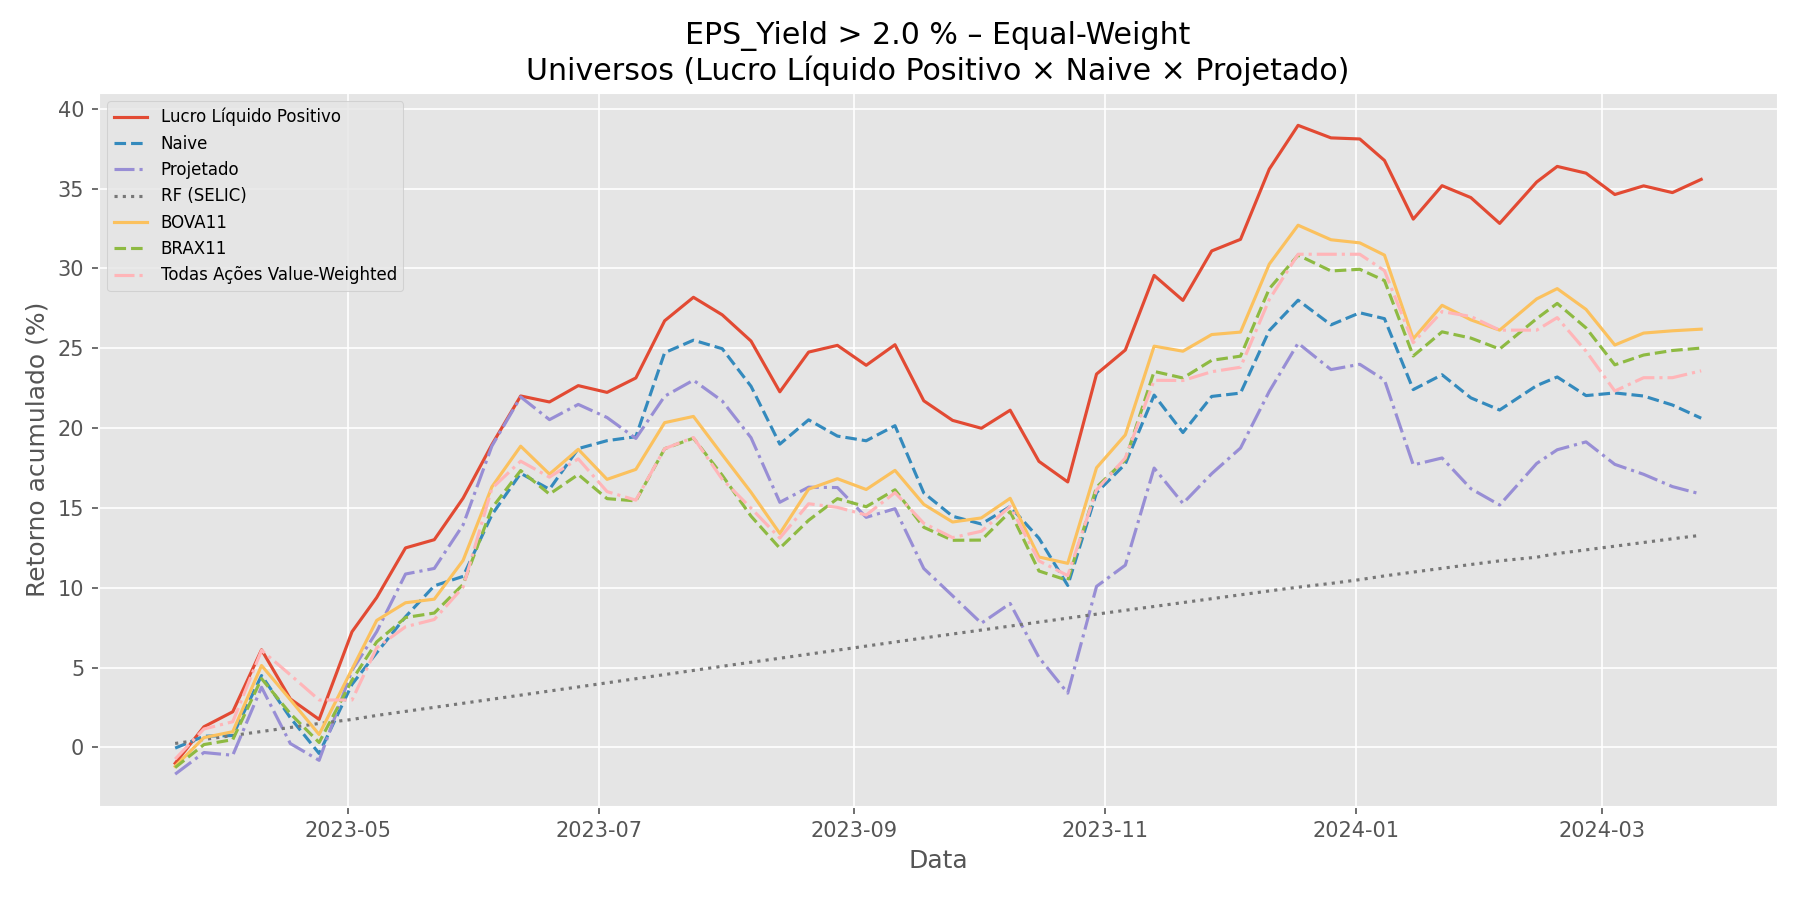 EPS_Yield > 2.0 % – Equal-Weight
Universos (Lucro Líquido Positivo × Naive × Projetado)
Lucro Líquido Positivo
Naive
Projetado
RF (SELIC)
BOVA11
BRAX11
Todas Ações Value-Weighted
Retorno acumulado (%)
40
35
30
25
20
15
10
5
0
2023-05
2023-07
2023-09
2023-11
2024-01
2024-03
Data